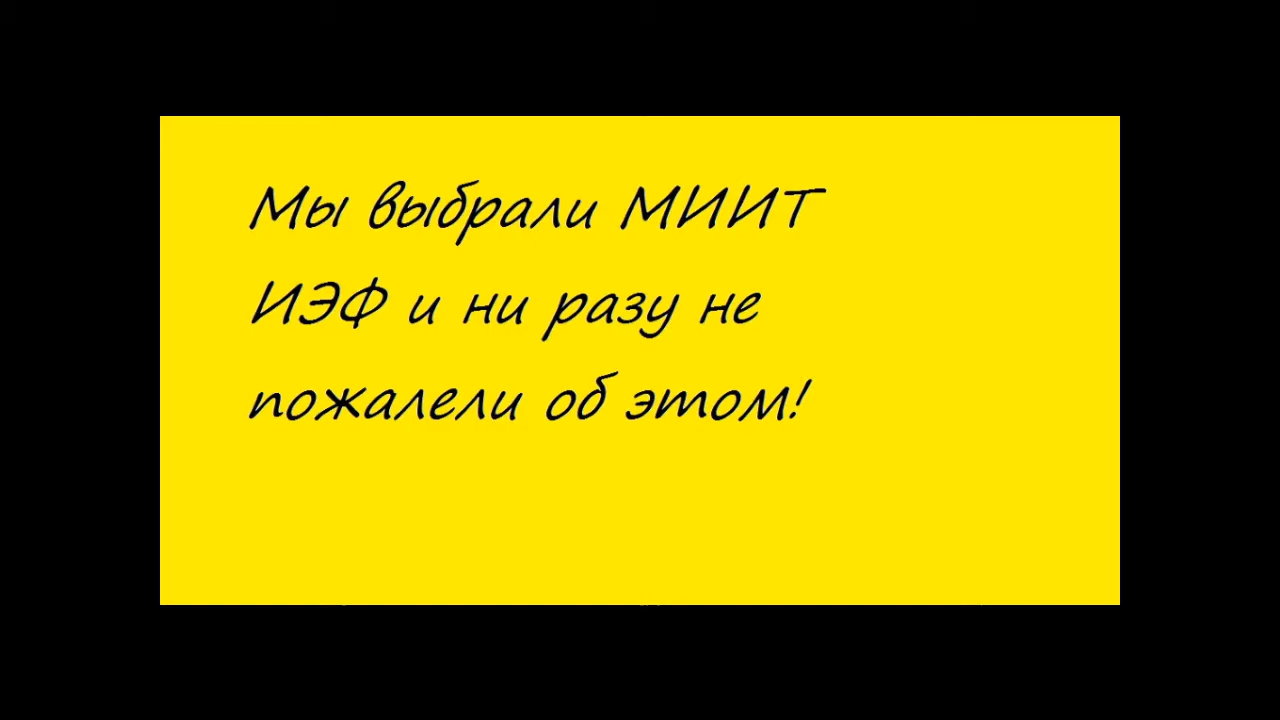 Мы выбрали МИИТ
ИЭФ и ни разу не
пожалели об этом!